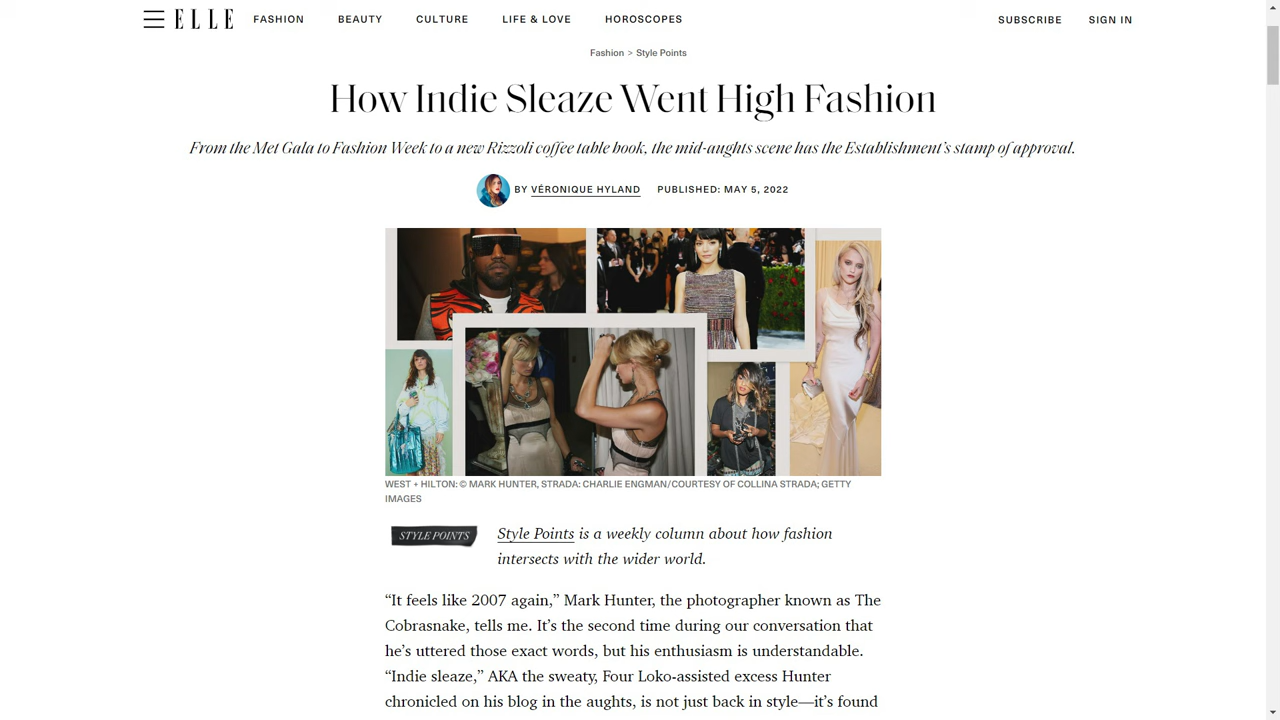 ELLE FASHION BEAUTY CULTURE LIFE & LOVE HOROSCOPES SUBSCRIBE SIGN IN
Fashion > Style Points
How Indie Sleaze Went High Fashion
From the Met Gala to Fashion Week to a new Rizzoli coffee table book, the mid-aughts scene has the Establishment's stamp of approval.
BY VÉRONIQUE HYLAND PUBLISHED: MAY 5, 2022
WEST + HILTON: © MARK HUNTER, STRADA: CHARLIE ENGMAN/COURTESY OF COLLINA STRADA; GETTY
IMAGES
STYLE POINTS
Style Points is a weekly column about how fashion
intersects with the wider world.
“It feels like 2007 again,” Mark Hunter, the photographer known as The
Cobrasnake, tells me. It’s the second time during our conversation that
he’s uttered those exact words, but his enthusiasm is understandable.
“Indie sleaze,” AKA the sweaty, Four Loko-assisted excess Hunter
chronicled on his blog in the aughts, is not just back in style—it’s found